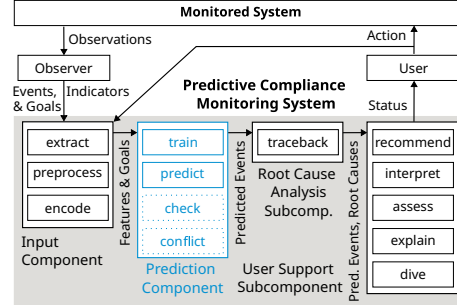 Monitored System
Observations
Action
Observer
User
Events,
& Goals
Indicators
Predictive Compliance
Monitoring System
Status
extract
preprocess
encode
Input
Component
Features & Goals
train
predict
check
conflict
Prediction
Component
Predicted Events
traceback
Root Cause
Analysis
Subcomp.
User Support
Subcomponent
Pred. Events, Root Causes
recommend
interpret
assess
explain
dive